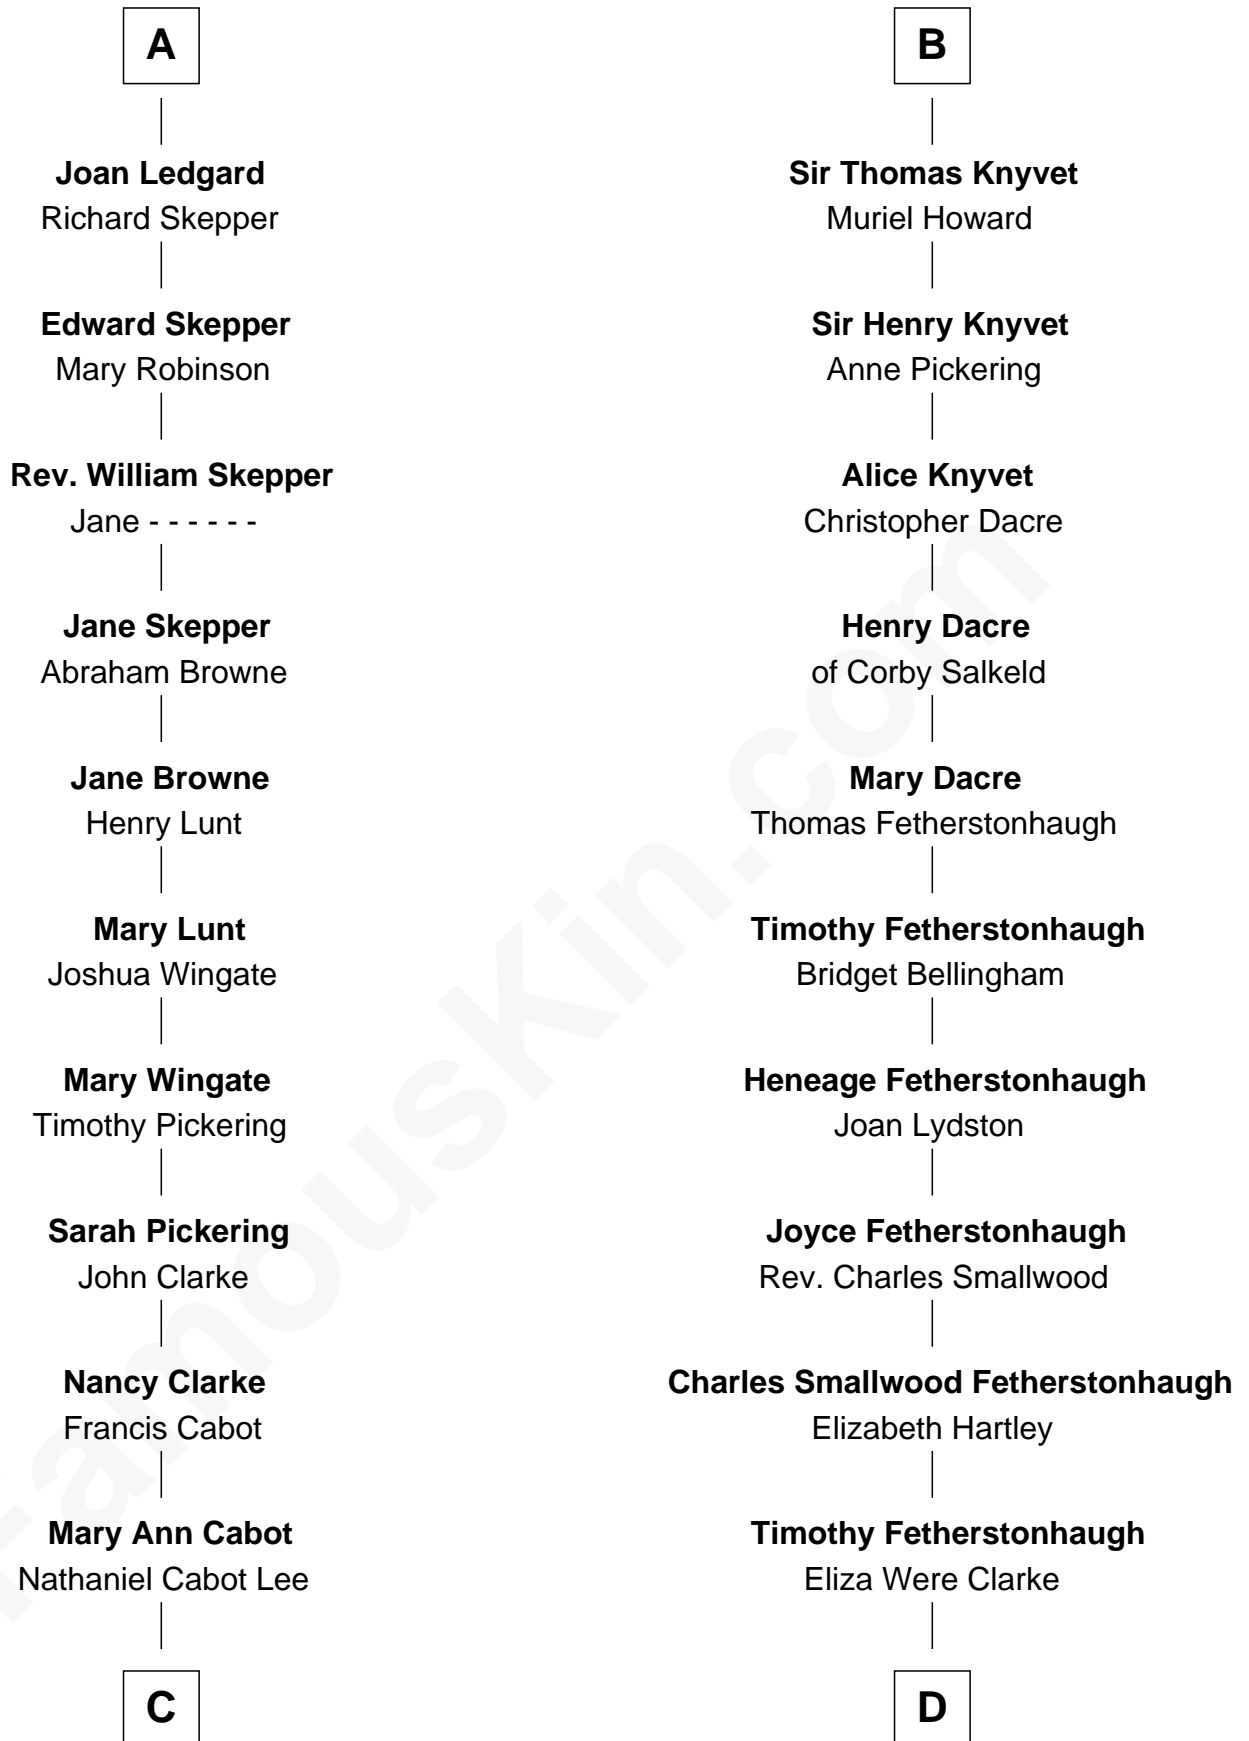 A
Joan Ledgard
Richard Skepper
Edward Skepper
Mary Robinson
Rev. William Skepper
Jane - - - - - -
Jane Skepper
Abraham Browne
Jane Browne
Henry Lunt
Mary Lunt
Joshua Wingate
Mary Wingate
Timothy Pickering
Sarah Pickering
John Clarke
Nancy Clarke
Francis Cabot
Mary Ann Cabot
Nathaniel Cabot Lee
C
B
Sir Thomas Knyvet
Muriel Howard
Sir Henry Knyvet
Anne Pickering
Alice Knyvet
Christopher Dacre
Henry Dacre
of Corby Salkeld
Mary Dacre
Thomas Fetherstonhaugh
Timothy Fetherstonhaugh
Bridget Bellingham
Heneage Fetherstonhaugh
Joan Lydston
Joyce Fetherstonhaugh
Rev. Charles Smallwood
Charles Smallwood Fetherstonhaugh
Elizabeth Hartley
Timothy Fetherstonhaugh
Eliza Were Clarke
D
FamousKin.com